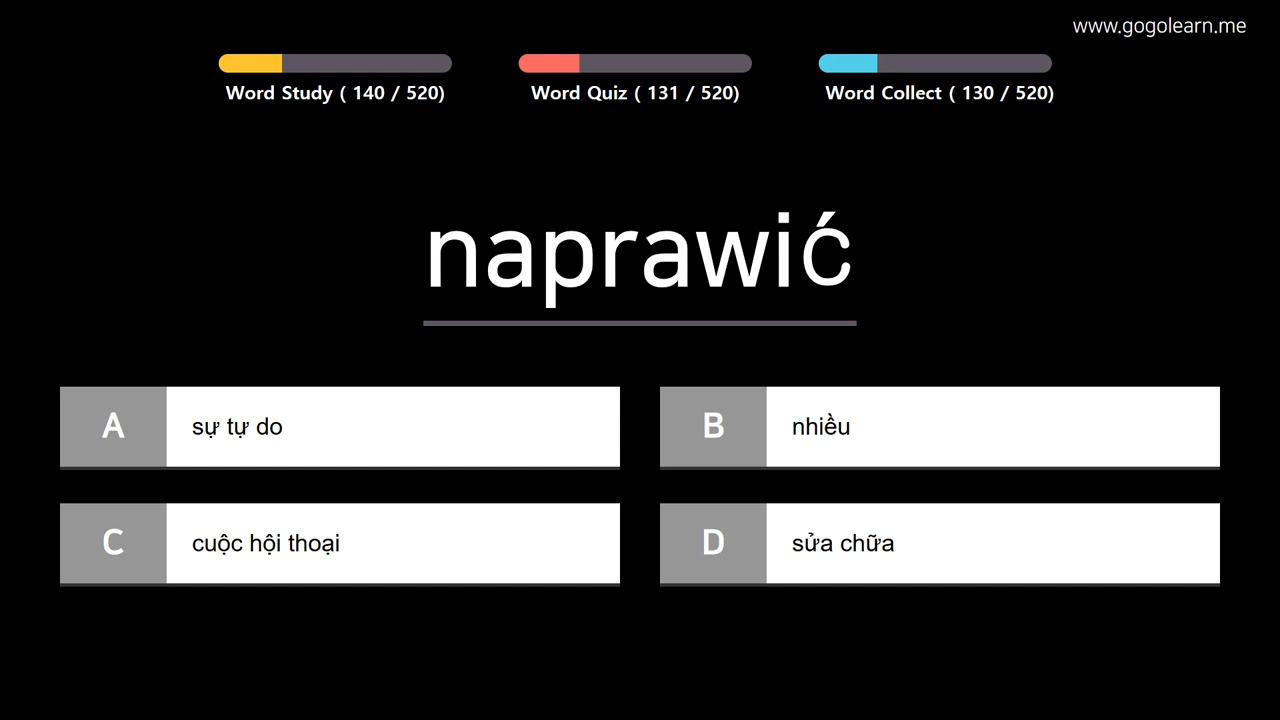 www.gogolearn.me
Word Study ( 140 / 520)
Word Quiz ( 131 / 520)
Word Collect ( 130 / 520)
naprawić
A
sự tự do
B
nhiều
C
cuộc hội thoại
D
sửa chữa